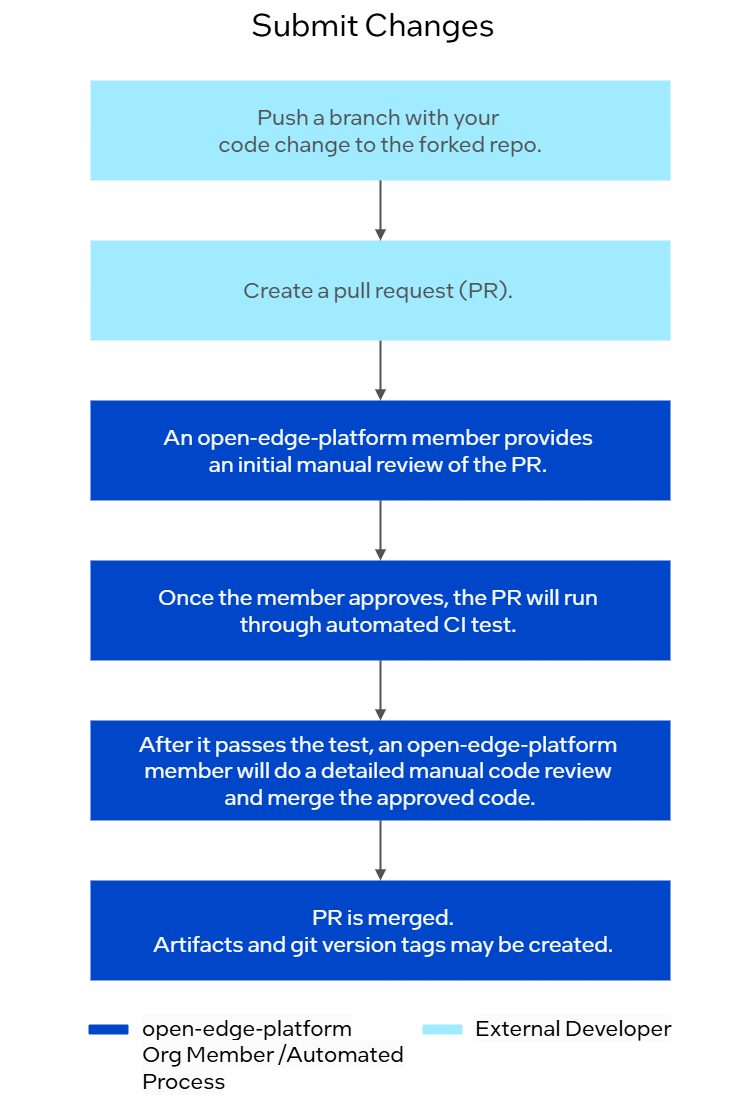 Submit Changes
Push a branch with your
code change to the forked repo.
Create a pull request (PR).
An open-edge-platform member provides
an initial manual review of the PR.
Once the member approves, the PR will run
through automated CI test.
After it passes the test, an open-edge-platform
member will do a detailed manual code review
and merge the approved code.
PR is merged.
Artifacts and git version tags may be created.
open-edge-platform
Org Member /Automated
Process
External Developer